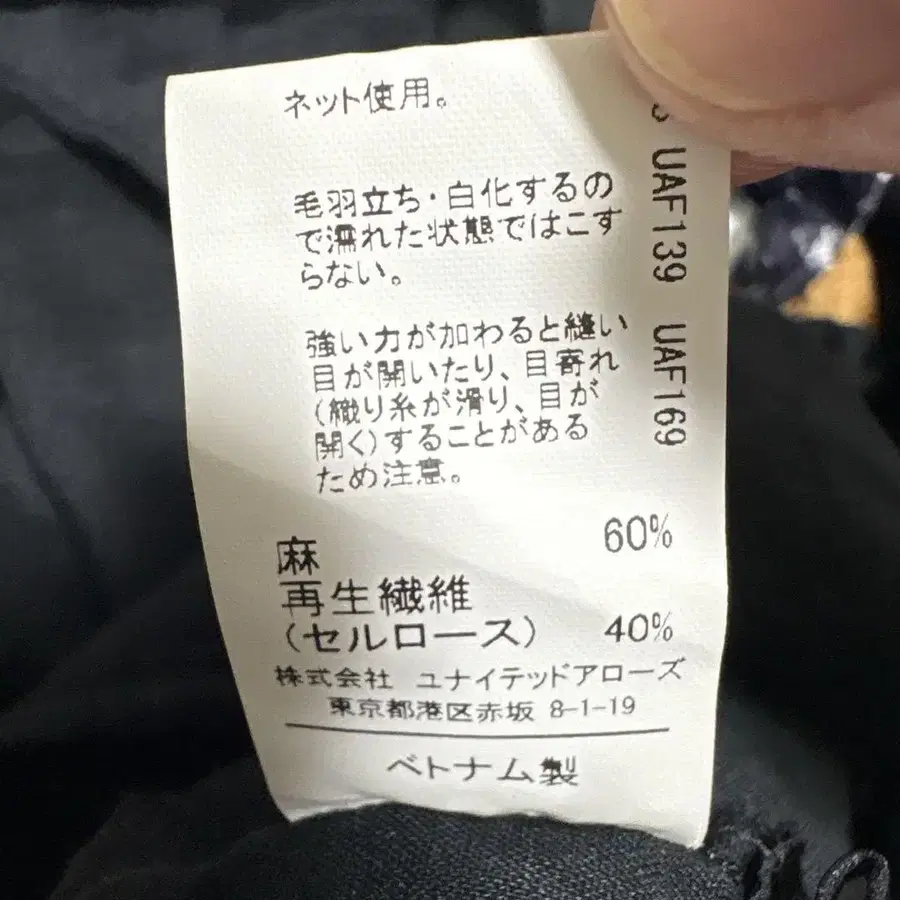 ネット使用。
毛羽立ち・白化するの
で濡れた状態ではこす
らない。
強い力が加わると縫い
目が開いたり、目寄れ
(織り糸が滑り、目が
開く)することがある
ため注意。
麻 60%
再生繊維
(セルロース) 40%
株式会社 ユナイテッドアローズ
東京都港区赤坂 8-1-19
ベトナム製
UAF139 UAF169